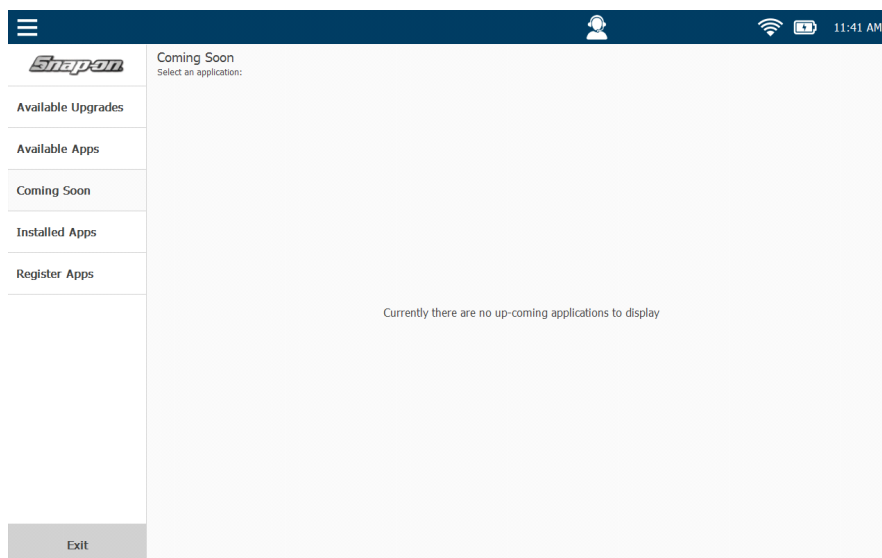 11:41 AM
Snap-on
Coming Soon
Select an application:
Available Upgrades
Available Apps
Coming Soon
Installed Apps
Register Apps
Currently there are no up-coming applications to display
Exit